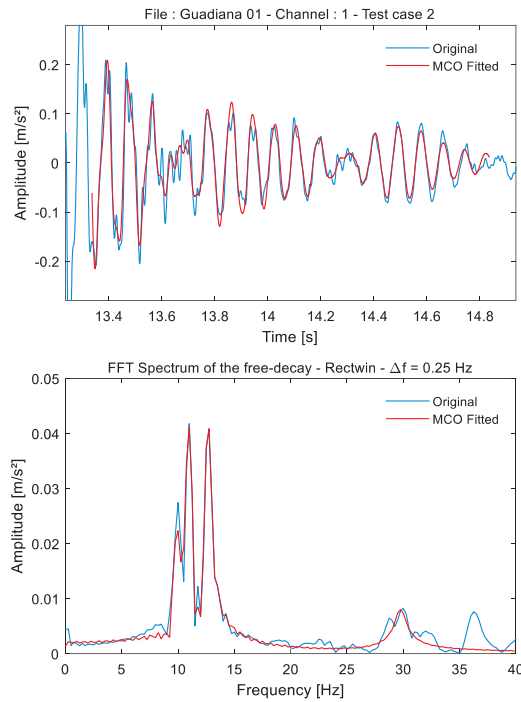 File : Guadiana 01 - Channel : 1 - Test case 2
Original
MCO Fitted
Amplitude [m/s²]
0.2
0.1
0
-0.1
-0.2
13.4 13.6 13.8 14 14.2 14.4 14.6 14.8
Time [s]
FFT Spectrum of the free-decay - Rectwin - Δf = 0.25 Hz
Original
MCO Fitted
Amplitude [m/s²]
0.05
0.04
0.03
0.02
0.01
0
0 5 10 15 20 25 30 35 40
Frequency [Hz]